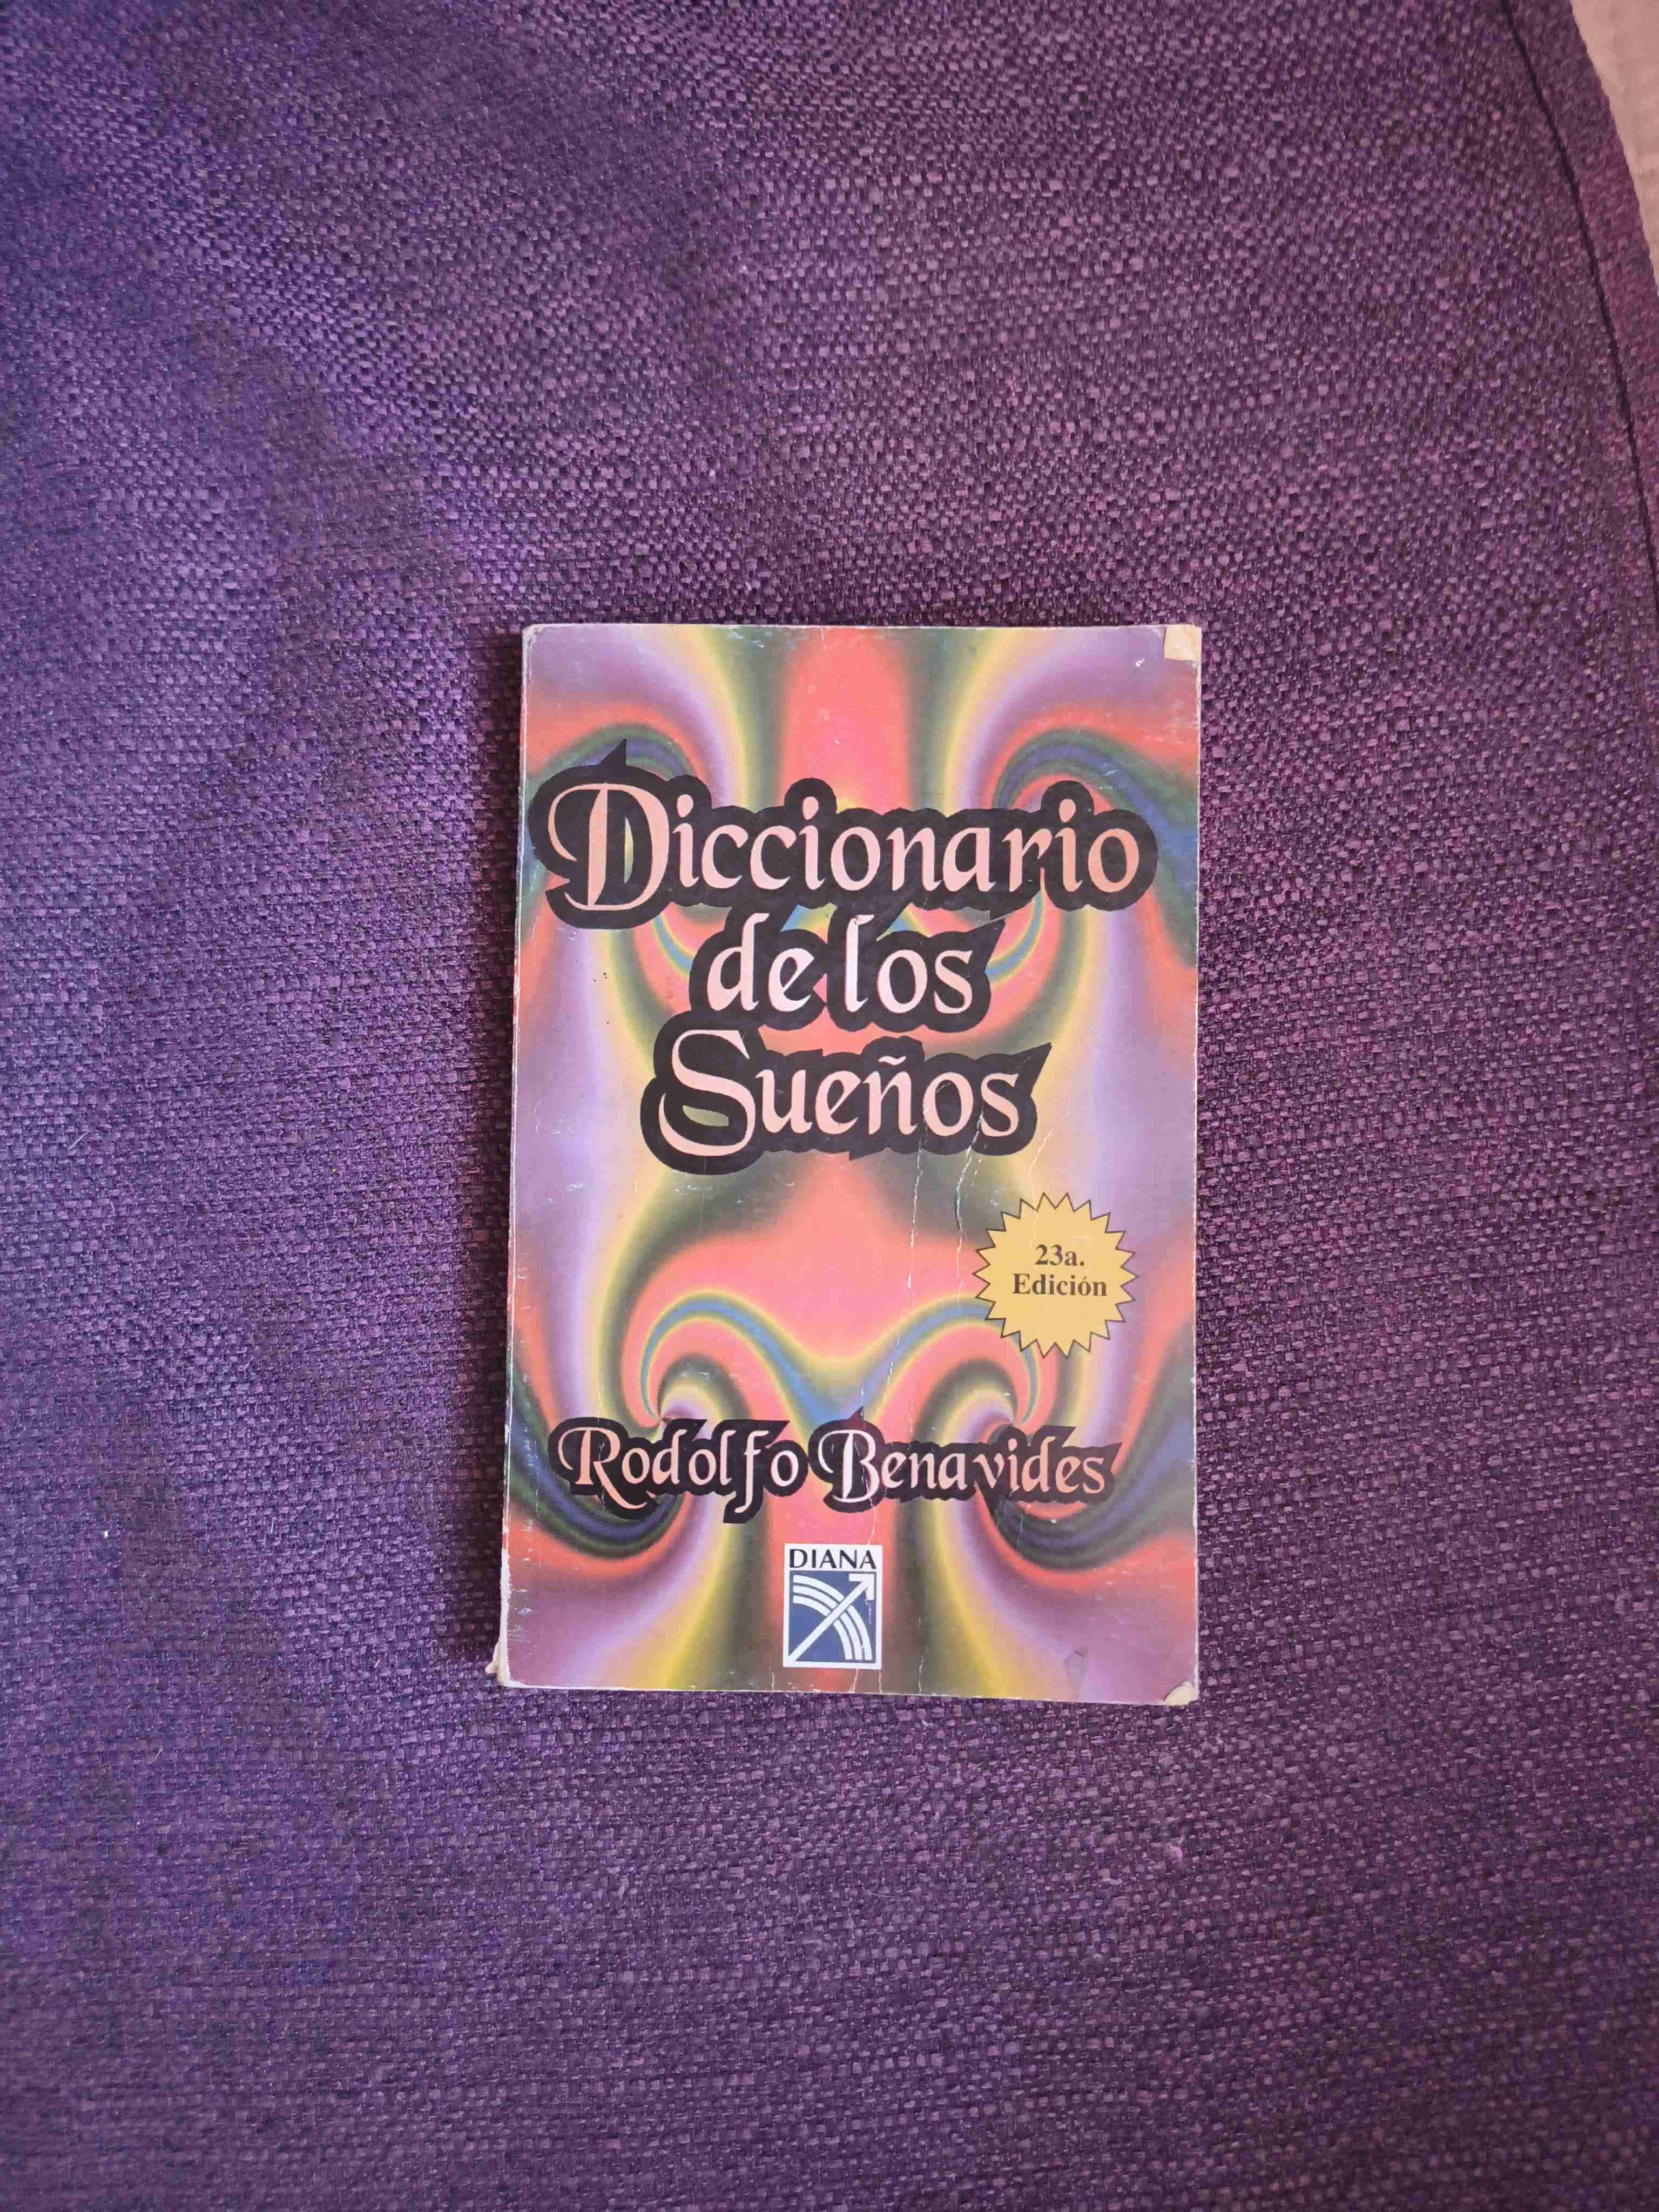 Diccionario
de los
Sueños
23a.
Edición
Rodolfo Benavides
DIANA